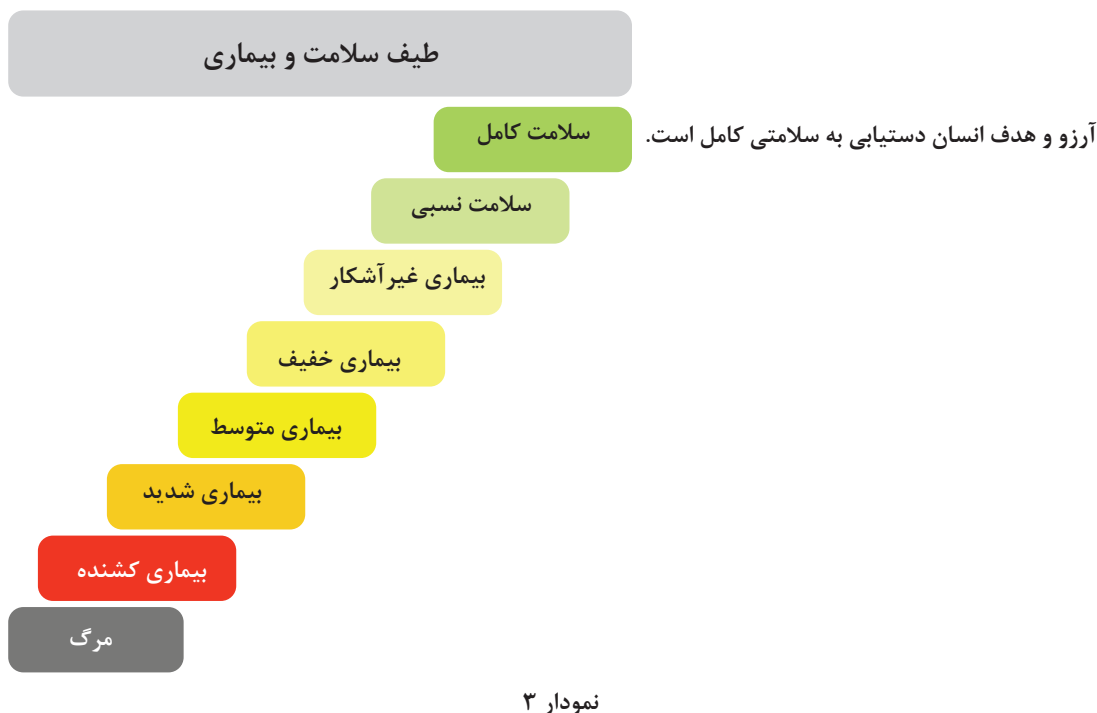 طیف سلامت و بیماری
سلامت کامل
آرزو و هدف انسان دستیابی به سلامتی کامل است.
سلامت نسبی
بیماری غیرآشکار
بیماری خفیف
بیماری متوسط
بیماری شدید
بیماری کشنده
مرگ
نمودار ۳